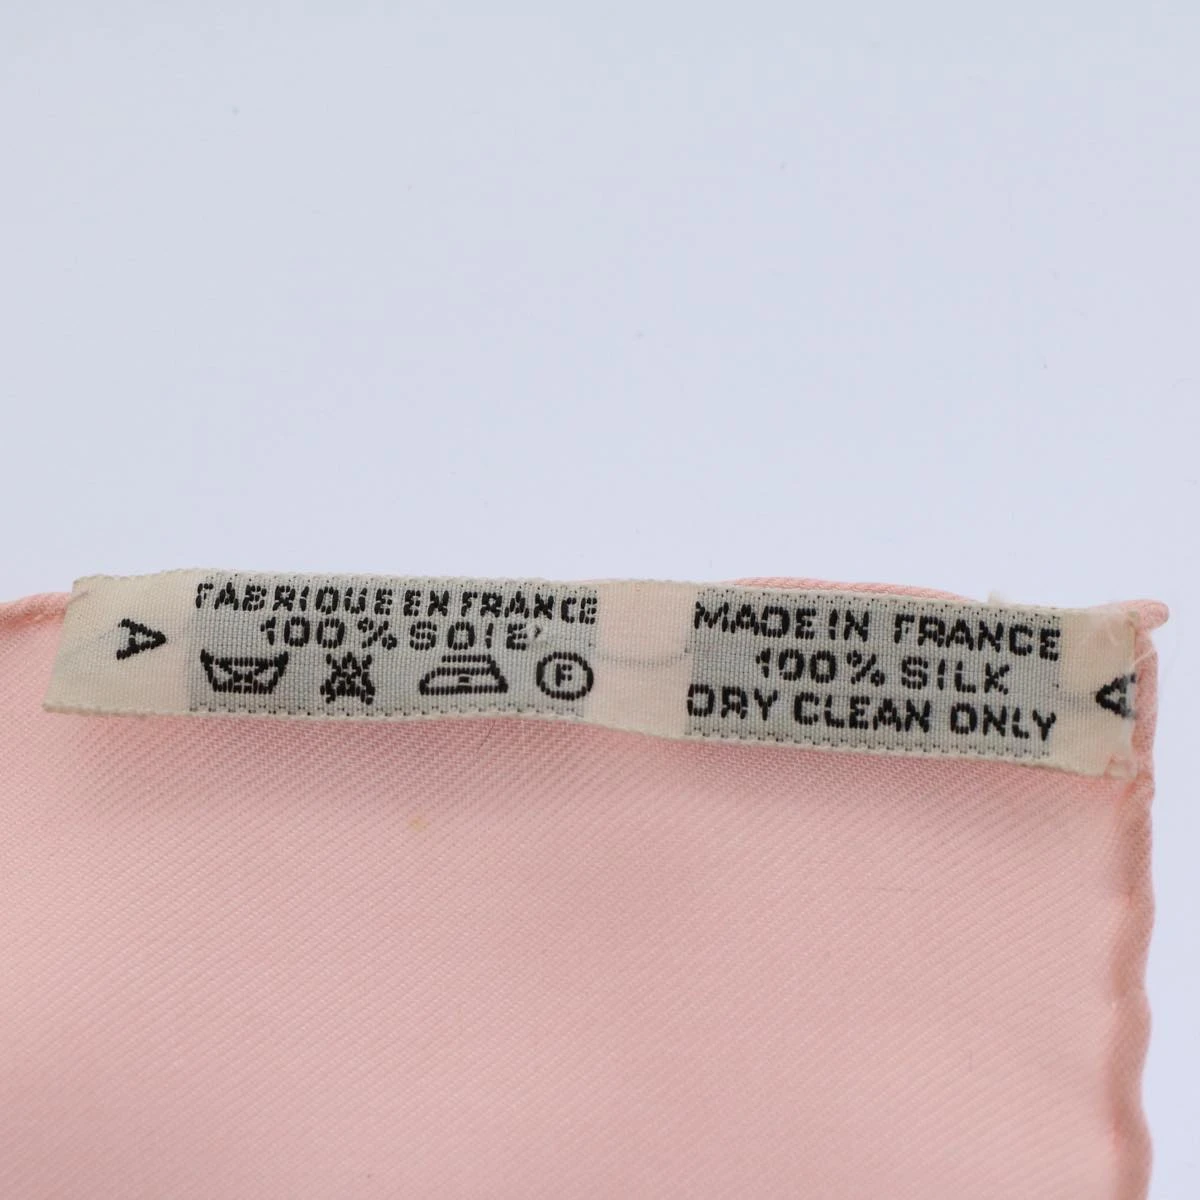 A
FABRIQUE EN FRANCE
100% SOIE
F
MADE IN FRANCE
100% SILK
DRY CLEAN ONLY
A